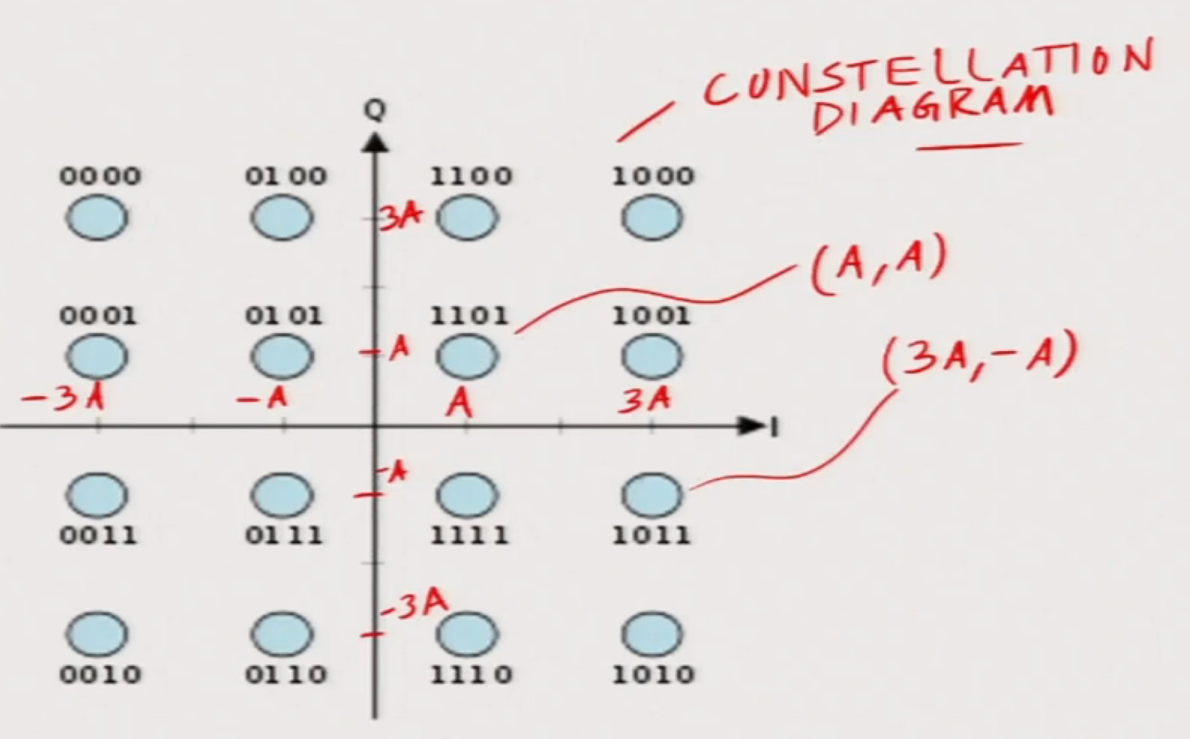 CONSTELLATION
DIAGRAM
Q
0000 0100 1100 1000
3A
(A,A)
0001 0101 1101 1001
A
(3A,-A)
-3A -A A 3A
I
-A
0011 0111 1111 1011
-3A
0010 0110 1110 1010